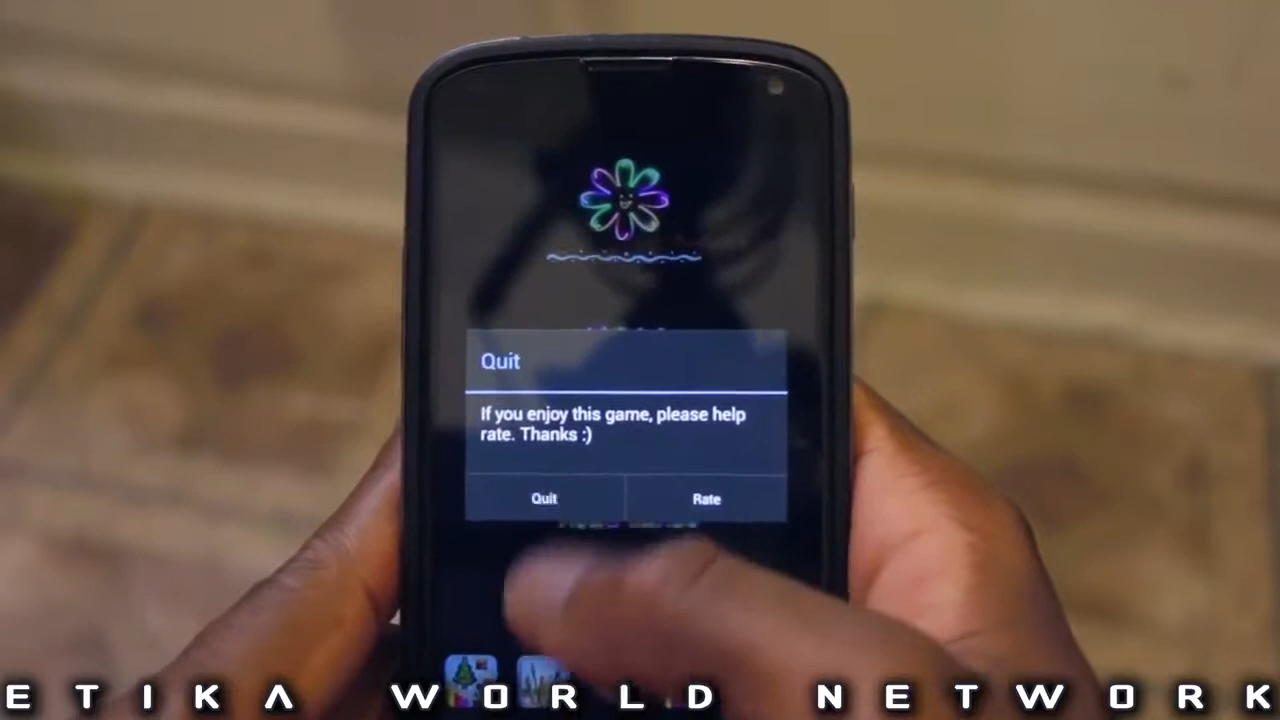 Quit
If you enjoy this game, please help
rate. Thanks :)
Quit
Rate
ETIKA WORLD NETWORK